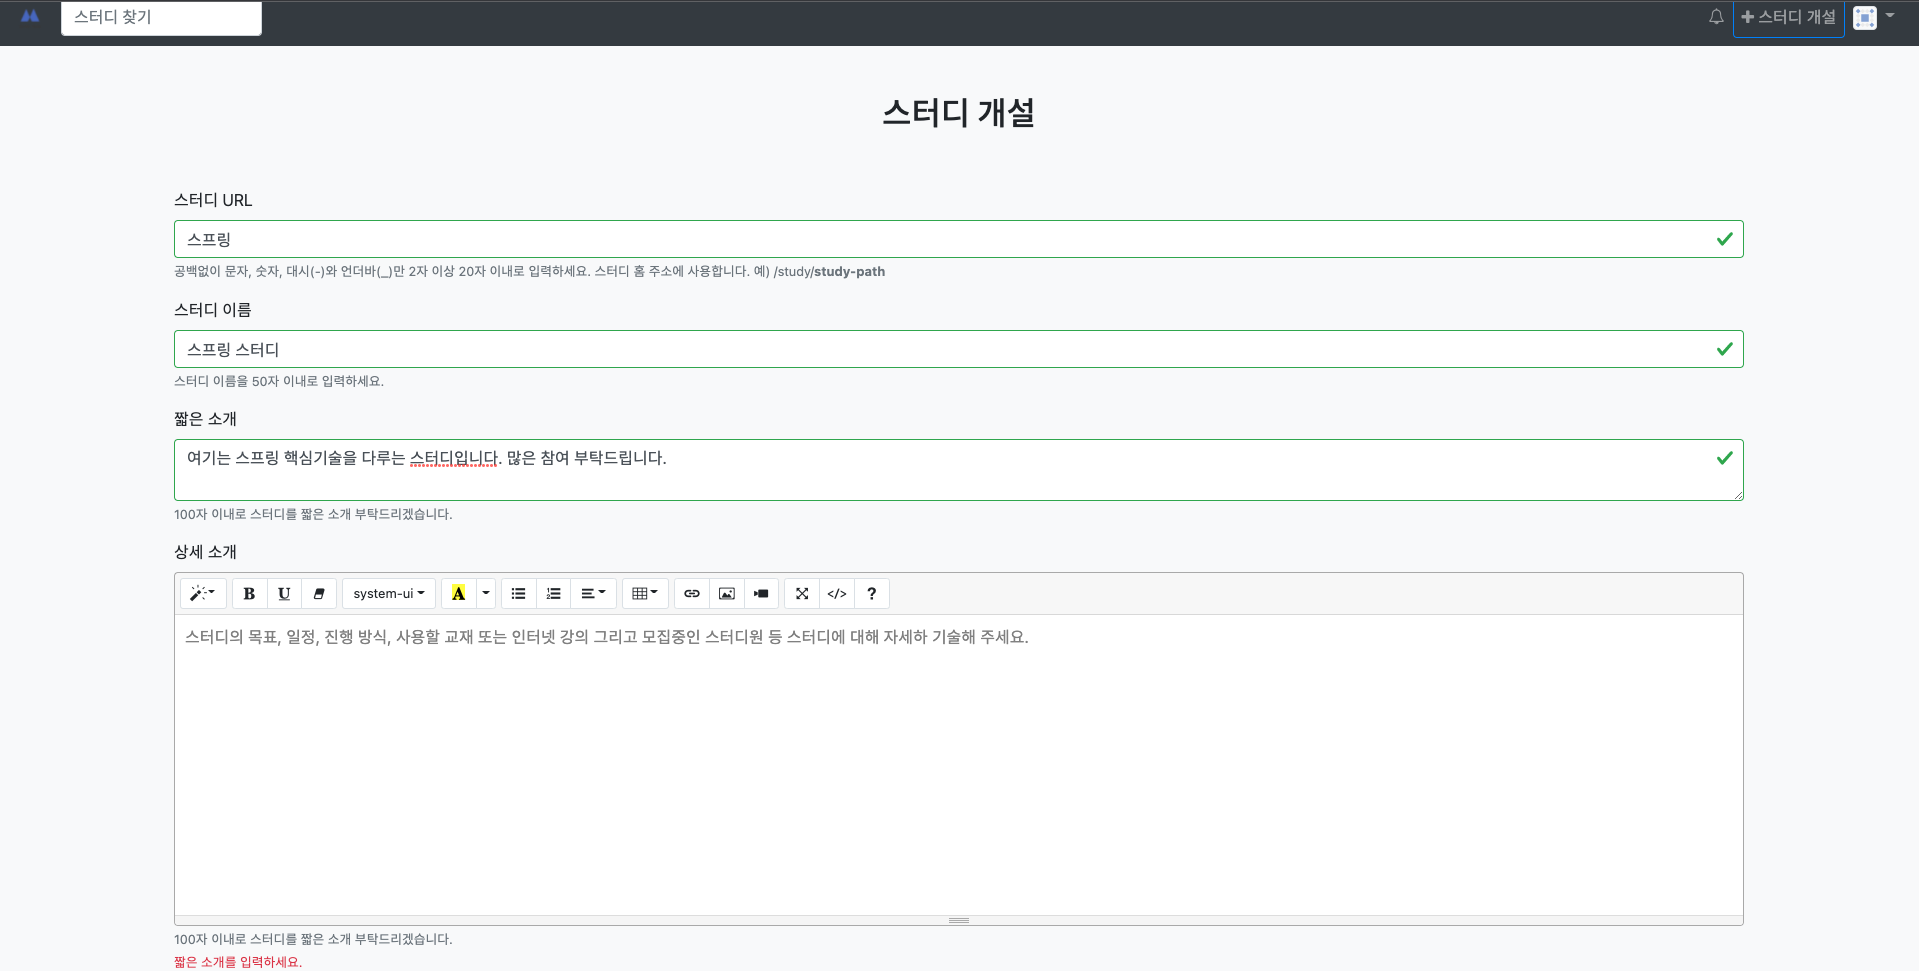 스터디 찾기
스터디 개설
스터디 개설
스터디 URL
스프링
공백없이 문자, 숫자, 대시(-)와 언더바(_)만 2자 이상 20자 이내로 입력하세요. 스터디 홈 주소에 사용합니다. 예) /study/study-path
스터디 이름
스프링 스터디
스터디 이름을 50자 이내로 입력하세요.
짧은 소개
여기는 스프링 핵심기술을 다루는 스터디입니다. 많은 참여 부탁드립니다.
100자 이내로 스터디를 짧은 소개 부탁드리겠습니다.
상세 소개
B U system-ui A </> ?
스터디의 목표, 일정, 진행 방식, 사용할 교재 또는 인터넷 강의 그리고 모집중인 스터디원 등 스터디에 대해 자세하 기술해 주세요.
100자 이내로 스터디를 짧은 소개 부탁드리겠습니다.
짧은 소개를 입력하세요.